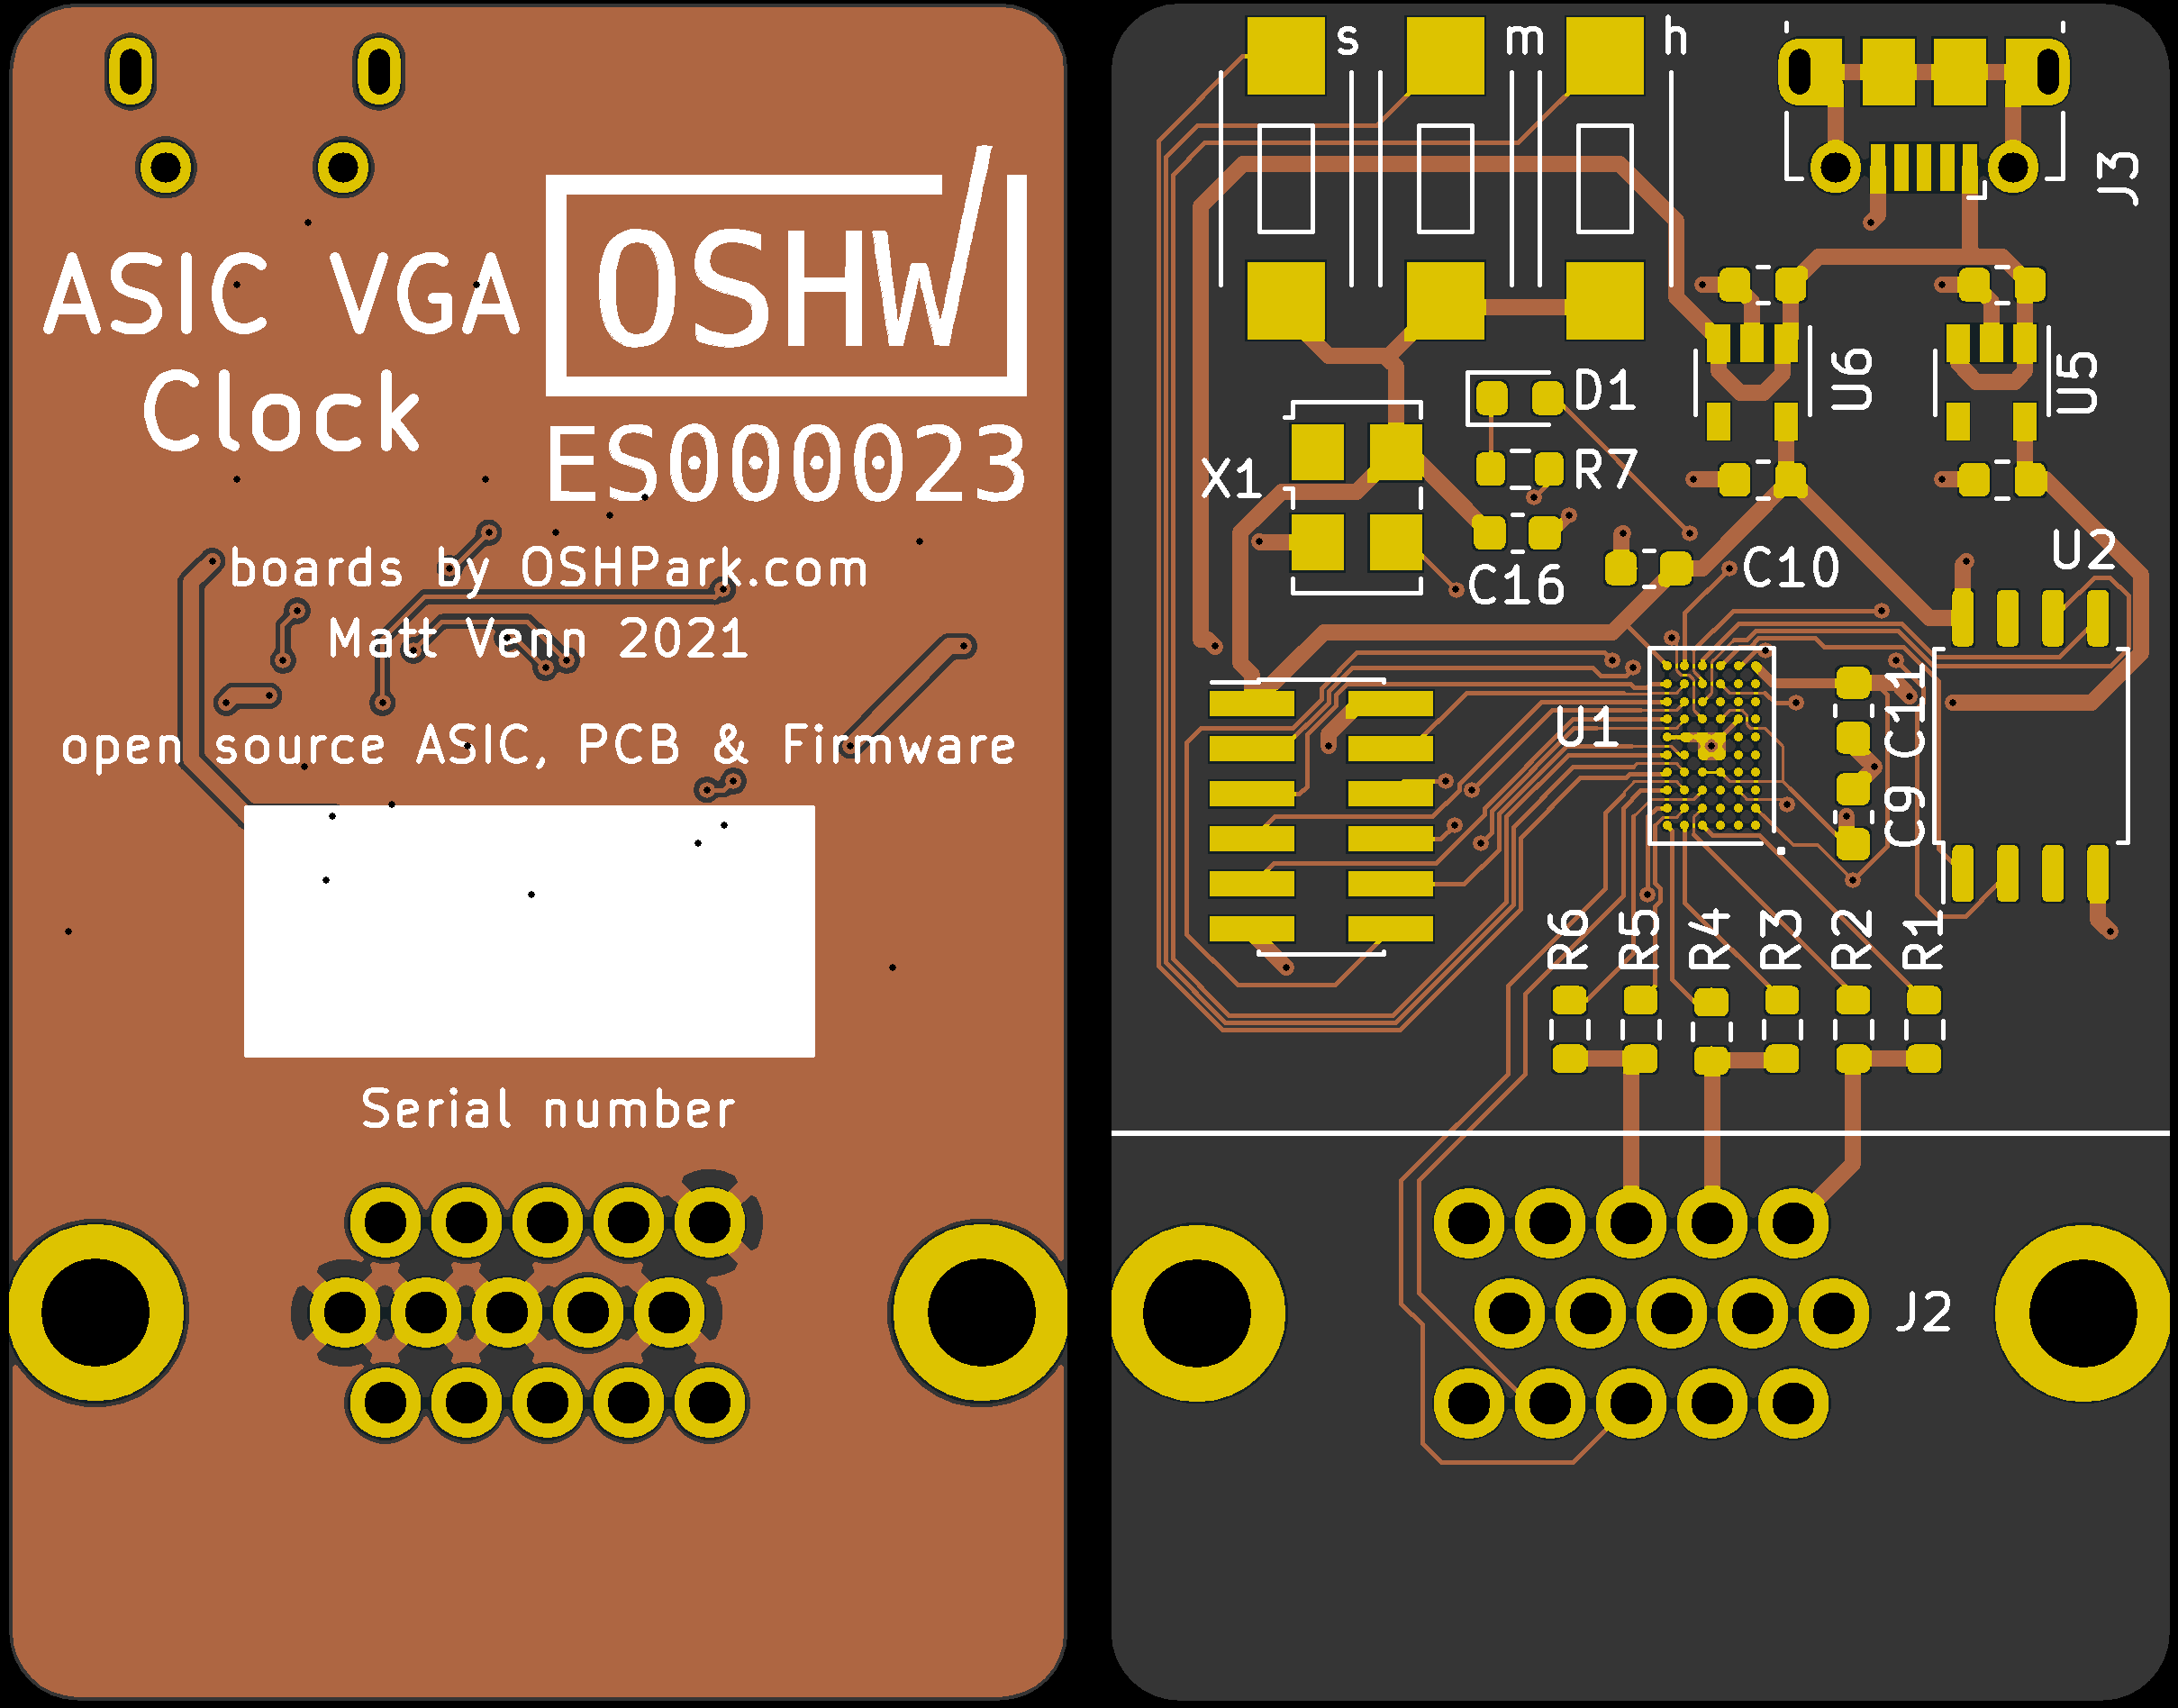 ASIC VGA
Clock
OSHW
ES000023
boards by OSHPark.com
Matt Venn 2021
open source ASIC, PCB & Firmware
Serial number
s m h
J3
U6
U5
D1
R7
X1
C16
C10
U2
U1
C11
C9
R6 R5 R4 R3 R2 R1
J2